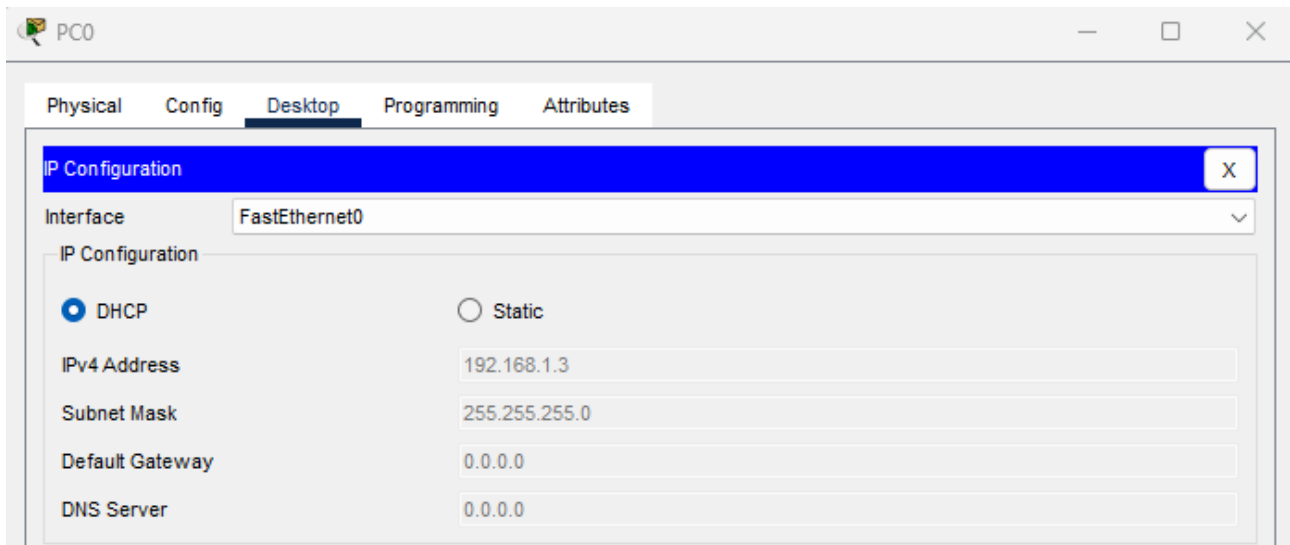 PC0
Physical Config Desktop Programming Attributes
IP Configuration X
Interface FastEthernet0
IP Configuration
DHCP Static
IPv4 Address 192.168.1.3
Subnet Mask 255.255.255.0
Default Gateway 0.0.0.0
DNS Server 0.0.0.0